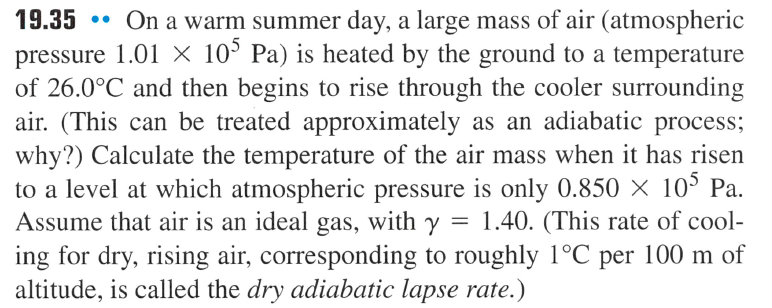 19.35 •• On a warm summer day, a large mass of air (atmospheric
pressure 1.01 × 10⁵ Pa) is heated by the ground to a temperature
of 26.0°C and then begins to rise through the cooler surrounding
air. (This can be treated approximately as an adiabatic process;
why?) Calculate the temperature of the air mass when it has risen
to a level at which atmospheric pressure is only 0.850 × 10⁵ Pa.
Assume that air is an ideal gas, with γ = 1.40. (This rate of cool-
ing for dry, rising air, corresponding to roughly 1°C per 100 m of
altitude, is called the dry adiabatic lapse rate.)